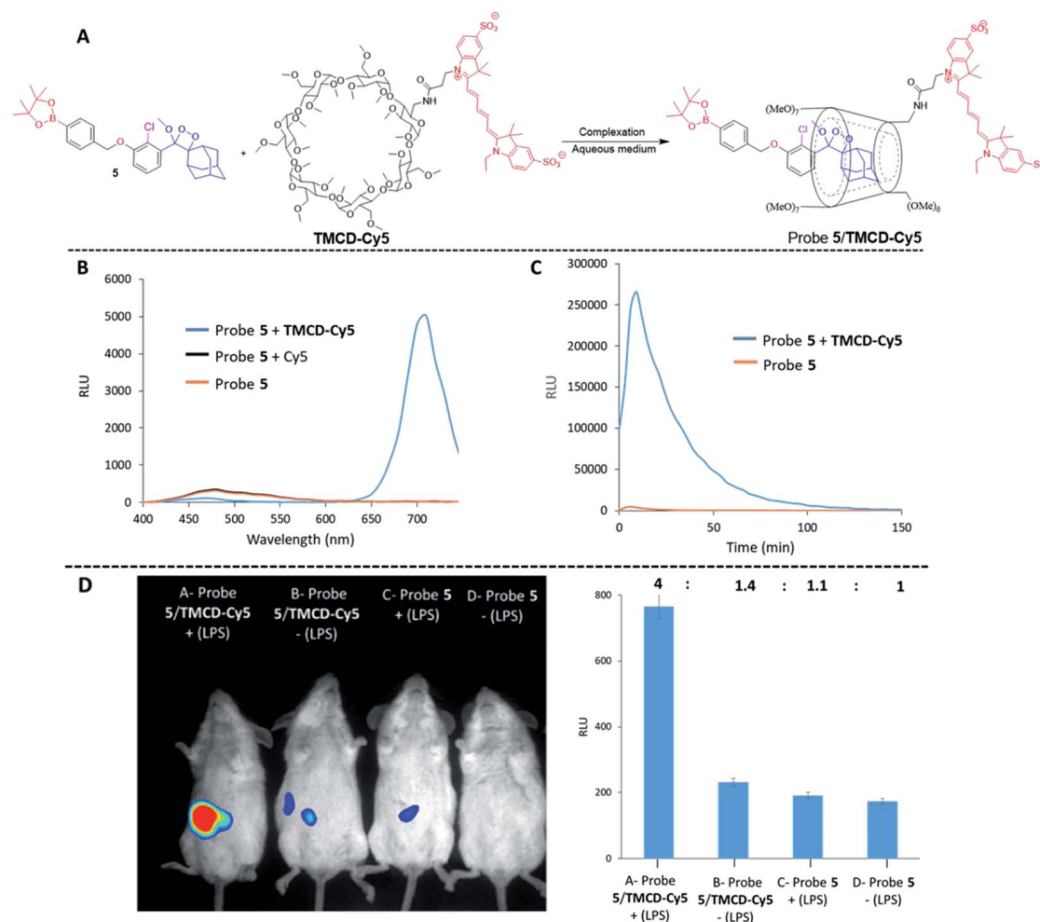 A
SO₃
⊖
Cl
B
O
5
+
O
NH
N
⊕
SO₃
⊖
TMCD-Cy5
Complexation
Aqueous medium
SO₃
⊖
N
⊕
O
NH
(MeO)₇
Cl
B
O
N
(MeO)₇
(OMe)₆
Probe 5/TMCD-Cy5
B
RLU
6000
5000
4000
3000
2000
1000
0
400 450 500 550 600 650 700
Wavelength (nm)
Probe 5 + TMCD-Cy5
Probe 5 + Cy5
Probe 5
C
RLU
300000
250000
200000
150000
100000
50000
0
0 50 100 150
Time (min)
Probe 5 + TMCD-Cy5
Probe 5
D
A- Probe
5/TMCD-Cy5
+ (LPS)
B- Probe
5/TMCD-Cy5
- (LPS)
C- Probe 5
+ (LPS)
D- Probe 5
- (LPS)
4 : 1.4 : 1.1 : 1
RLU
800
600
400
200
0
A- Probe
5/TMCD-Cy5
+ (LPS)
B- Probe
5/TMCD-Cy5
- (LPS)
C- Probe 5
+ (LPS)
D- Probe 5
- (LPS)